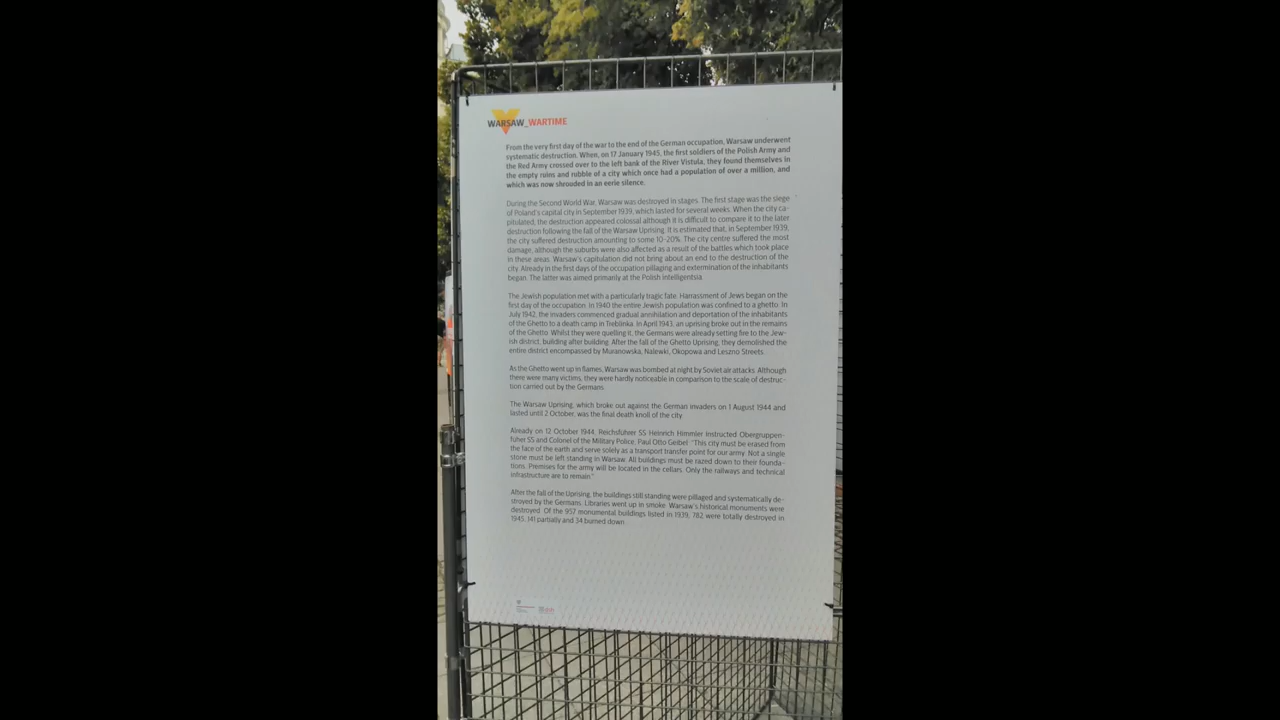 WARSAW_WARTIME
From the very first day of the war to the end of the German occupation, Warsaw underwent
systematic destruction. When, on 17 January 1945, the first soldiers of the Polish Army and
the Red Army crossed over to the left bank of the River Vistula, they found themselves in
the empty ruins and rubble of a city which once had a population of over a million, and
which was now shrouded in an eerie silence.
During the Second World War, Warsaw was destroyed in stages. The first stage was the siege
of Poland's capital city in September 1939, which lasted for several weeks. When the city ca-
pitulated, the destruction appeared colossal although it is difficult to compare it to the later
destruction following the fall of the Warsaw Uprising. It is estimated that, in September 1939,
the city suffered destruction amounting to some 10-20%. The city centre suffered the most
damage, although the suburbs were also affected as a result of the battles which took place
in these areas. Warsaw's capitulation did not bring about an end to the destruction of the
city. Already in the first days of the occupation pillaging and extermination of the inhabitants
began. The latter was aimed primarily at the Polish intelligentsia.
The Jewish population met with a particularly tragic fate. Harrassment of Jews began on the
first day of the occupation. In 1940 the entire Jewish population was confined to a ghetto. In
July 1942, the invaders commenced gradual annihilation and deportation of the inhabitants
of the Ghetto to a death camp in Treblinka. In April 1943, an uprising broke out in the remains
of the Ghetto. Whilst they were quelling it, the Germans were already setting fire to the Jew-
ish district, building after building. After the fall of the Ghetto Uprising, they demolished the
entire district encompassed by Muranowska, Nalewki, Okopowa and Leszno Streets.
As the Ghetto went up in flames, Warsaw was bombed at night by Soviet air attacks. Although
there were many victims, they were hardly noticeable in comparison to the scale of destruc-
tion carried out by the Germans.
The Warsaw Uprising, which broke out against the German invaders on 1 August 1944 and
lasted until 2 October, was the final death knoll of the city.
Already on 12 October 1944, Reichsführer SS Heinrich Himmler instructed Obergruppen-
führer SS and Colonel of the Military Police, Paul Otto Geibel: "This city must be erased from
the face of the earth and serve solely as a transport transfer point for our army. Not a single
stone must be left standing in Warsaw. All buildings must be razed down to their founda-
tions. Premises for the army will be located in the cellars. Only the railways and technical
infrastructure are to remain."
After the fall of the Uprising, the buildings still standing were pillaged and systematically de-
stroyed by the Germans. Libraries went up in smoke. Warsaw's historical monuments were
destroyed. Of the 957 monumental buildings listed in 1939, 782 were totally destroyed in
1945, 141 partially and 34 burned down.